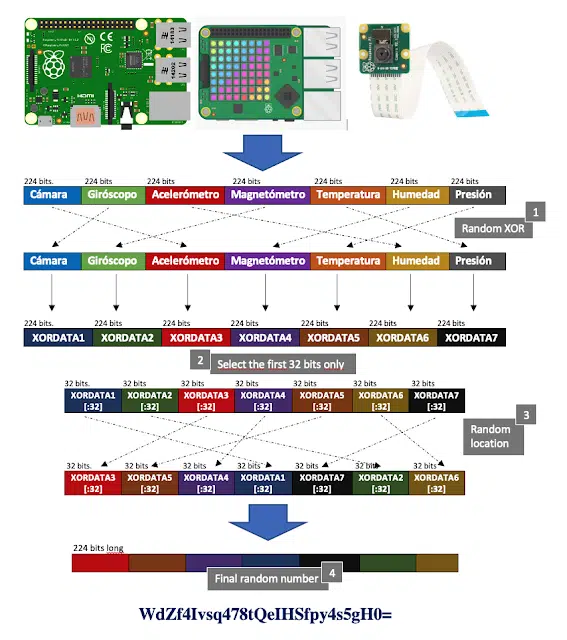 HDMI
224 bits. 224 bits 224 bits 224 bits 224 bits 224 bits 224 bits
Cámara Giróscopo Acelerómetro Magnetómetro Temperatura Humedad Presión
1
Random XOR
Cámara Giróscopo Acelerómetro Magnetómetro Temperatura Humedad Presión
224 bits. 224 bits 224 bits 224 bits 224 bits 224 bits 224 bits
XORDATA1 XORDATA2 XORDATA3 XORDATA4 XORDATA5 XORDATA6 XORDATA7
2
Select the first 32 bits only
32 bits. 32 bits 32 bits 32 bits 32 bits 32 bits 32 bits
XORDATA1 XORDATA2 XORDATA3 XORDATA4 XORDATA5 XORDATA6 XORDATA7
[:32] [:32] [:32] [:32] [:32] [:32] [:32]
3
Random
location
32 bits. 32 bits 32 bits 32 bits 32 bits 32 bits 32 bits
XORDATA3 XORDATA5 XORDATA4 XORDATA1 XORDATA7 XORDATA2 XORDATA6
[:32] [:32] [:32] [:32] [:32] [:32] [:32]
224 bits long
Final random number 4
WdZf4Ivsq478tQeIHSfpy4s5gH0=